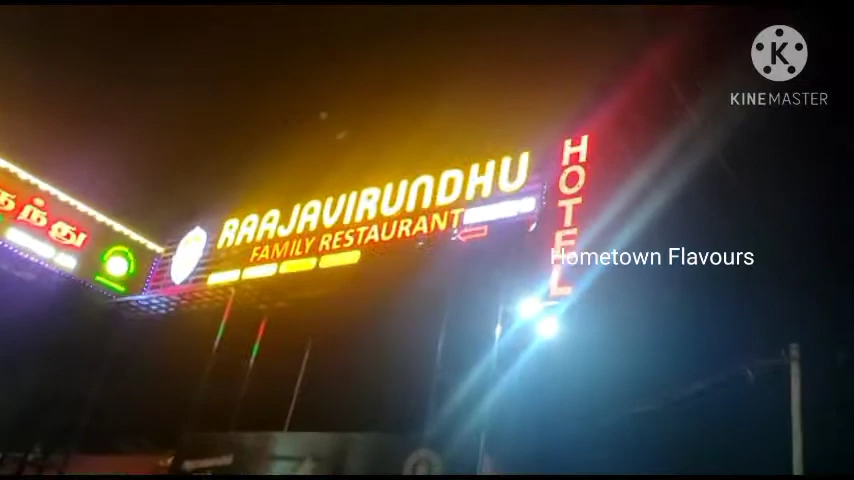 KINEMASTER
RAAJAVIRUNDHU
FAMILY RESTAURANT
ருந்து
HOTEL
Hometown Flavours